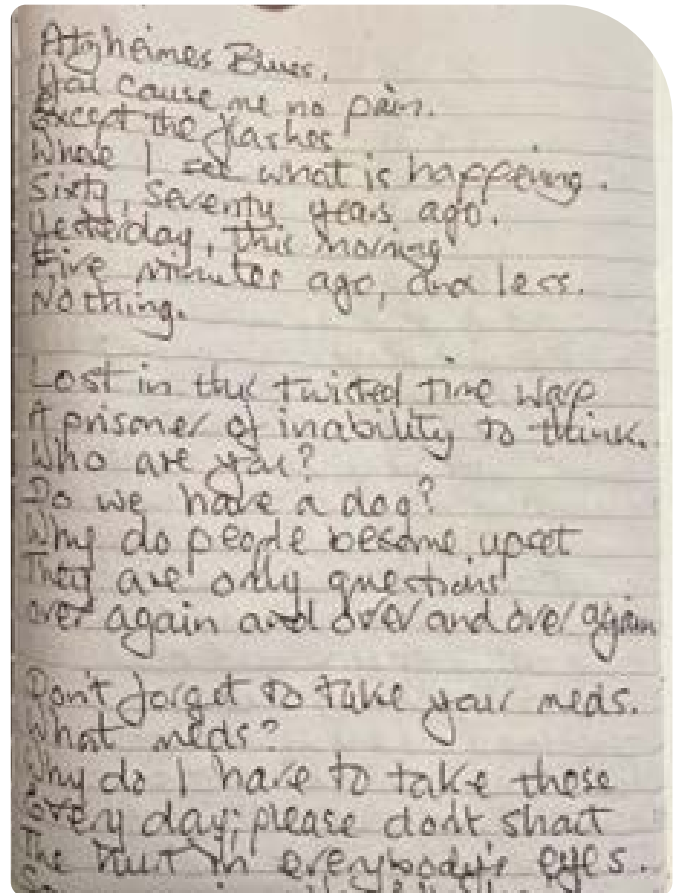 Alzheimes Blues.
You cause me no pain.
Except the flashes
Where I see what is happening.
Sixty, seventy years ago.
Yesterday, this morning
Five minutes ago, and less.
Nothing.
Lost in this twisted time warp
A prisoner of inability to think.
Who are you?
Do we have a dog?
Why do people become upset
They are only questions
over again and over and over again
Don't forget to take your meds.
What meds?
Why do I have to take these
every day; please don't shout
The hurt in everybody's eyes.